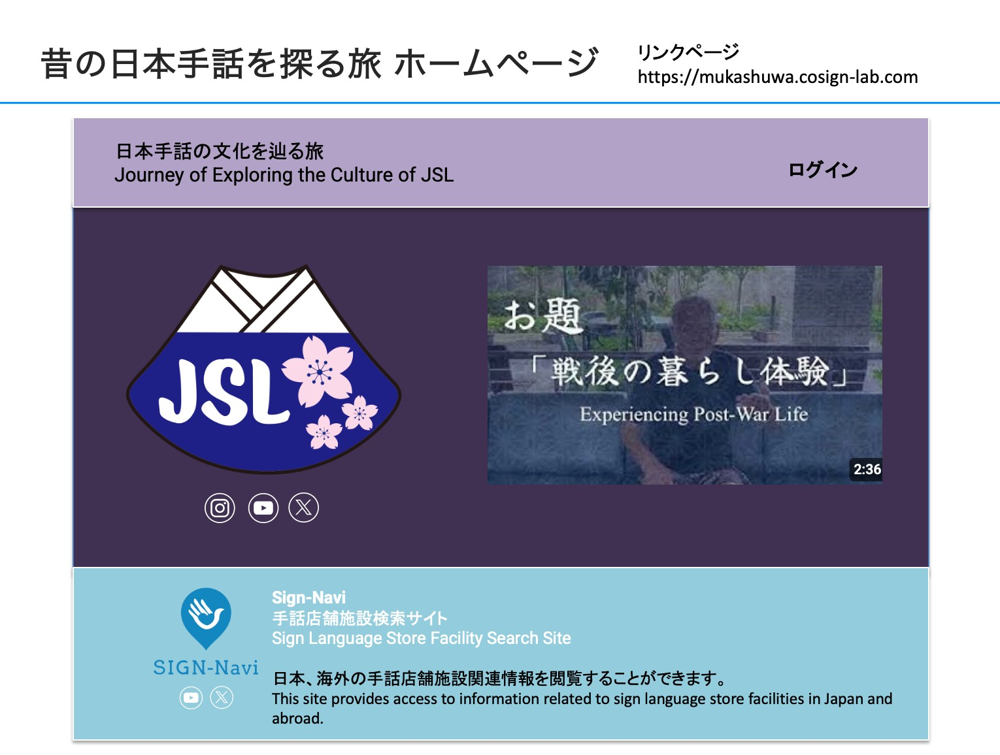 昔の日本手話を探る旅 ホームページ
リンクページ
https://mukashuwa.cosign-lab.com
日本手話の文化を辿る旅
Journey of Exploring the Culture of JSL
ログイン
JSL
お題
「戦後の暮らし体験」
Experiencing Post-War Life
2:36
SIGN-Navi
Sign-Navi
手話店舗施設検索サイト
Sign Language Store Facility Search Site
日本、海外の手話店舗施設関連情報を閲覧することができます。
This site provides access to information related to sign language store facilities in Japan and
abroad.